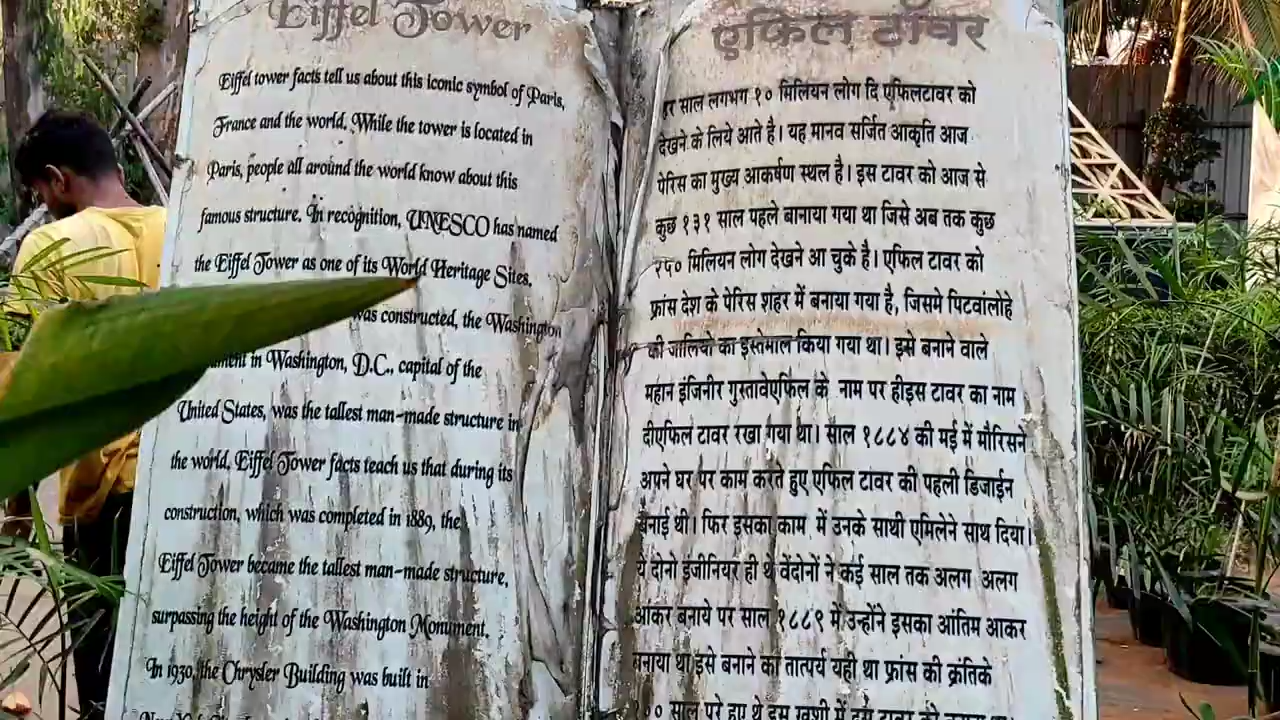 Eiffel Tower
Eiffel tower facts tell us about this iconic symbol of Paris,
France and the world. While the tower is located in
Paris, people all around the world know about this
famous structure. In recognition, UNESCO has named
the Eiffel Tower as one of its World Heritage Sites.
was constructed, the Washington
in Washington, D.C., capital of the
United States, was the tallest man-made structure in
the world. Eiffel Tower facts teach us that during its
construction, which was completed in 1889, the
Eiffel Tower became the tallest man-made structure,
surpassing the height of the Washington Monument.
In 1930, the Chrysler Building was built in
एफिल टॉवर
हर साल लगभग १० मिलियन लोग दि एफिलटावर को
देखने के लिये आते है। यह मानव सर्जित आकृति आज
पेरिस का मुख्य आकर्षण स्थल है। इस टावर को आज से
कुछ १३१ साल पहले बानाया गया था जिसे अब तक कुछ
२५० मिलियन लोग देखने आ चुके है। एफिल टावर को
फ्रांस देश के पेरिस शहर में बनाया गया है, जिसमे पिटवांलोहे
की जालियो का इस्तेमाल किया गया था। इसे बनाने वाले
महान इंजिनीर गुस्तावेएफिल के नाम पर हीइस टावर का नाम
दीएफिल टावर रखा गया था। साल १८८४ की मई में मौरिसने
अपने घर पर काम करते हुए एफिल टावर की पहली डिजाईन
बनाई थी। फिर इसका काम में उनके साथी एमिलेने साथ दिया।
ये दोनो इंजीनियर ही थे वेंदोनों ने कई साल तक अलग अलग
आकर बनाये पर साल १८८९ में उन्होंने इसका आंतिम आकर
बनाया था इसे बनाने का तात्पर्य यही था फ्रांस की क्रंतिके
१०० साल पुरे हुए थे इस खुशी में इसे टावर को